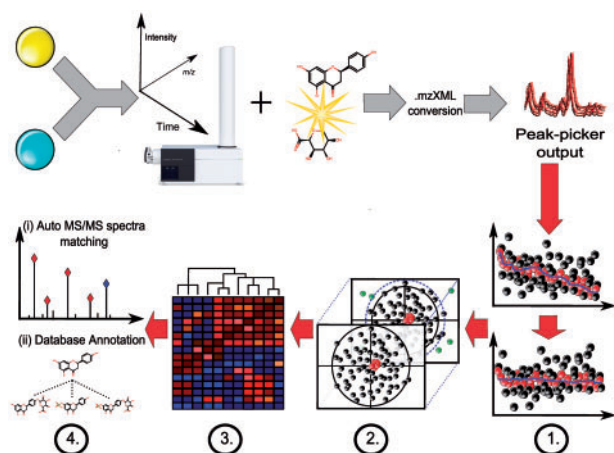 Intensity
m/z
Time
+
.mzXML
conversion
Peak-picker
output
(i) Auto MS/MS spectra
matching
(ii) Database Annotation
4.
3.
2.
1.